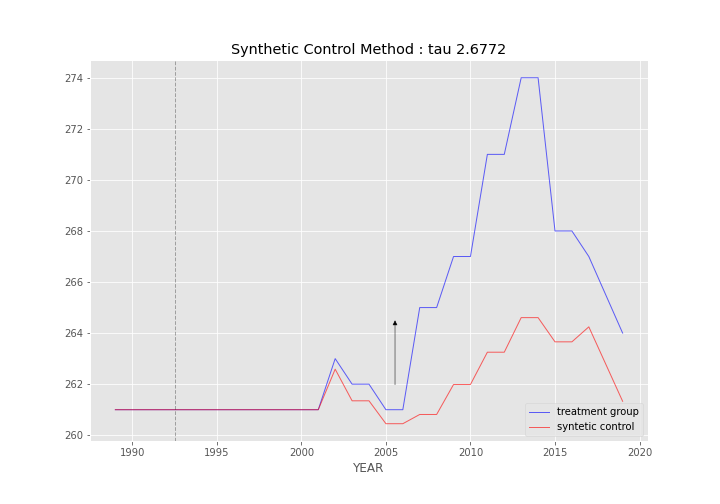 Synthetic Control Method : tau 2.6772
274
272
270
268
266
264
262
260
treatment group
syntetic control
1990 1995 2000 2005 2010 2015 2020
YEAR